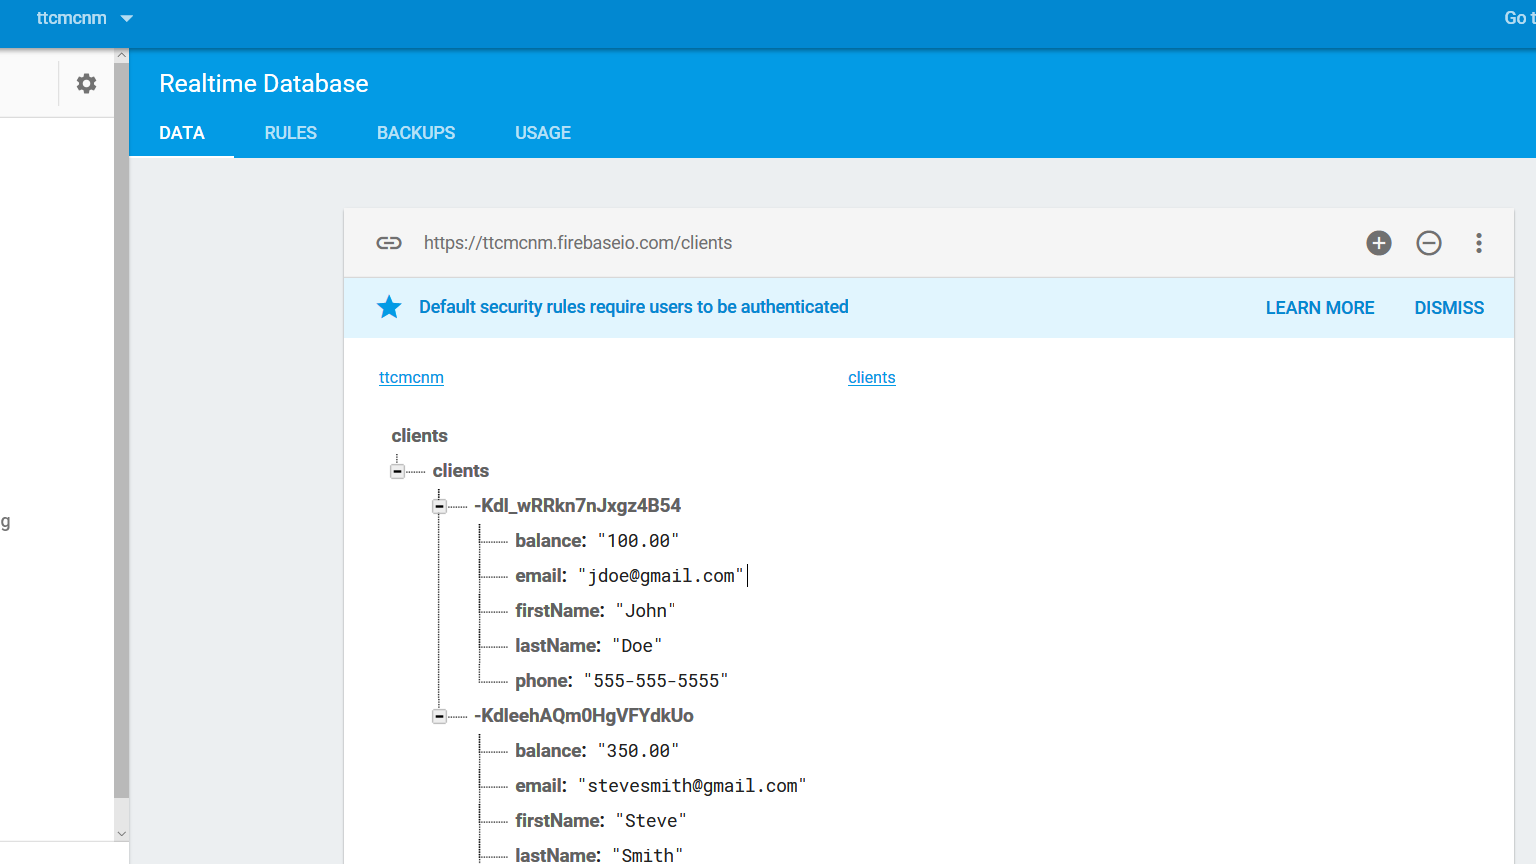 ttcmcnm
Go t
Realtime Database
DATA RULES BACKUPS USAGE
https://ttcmcnm.firebaseio.com/clients
Default security rules require users to be authenticated LEARN MORE DISMISS
ttcmcnm clients
clients
clients
g
-Kdl_wRRkn7nJxgz4B54
balance: "100.00"
email: "jdoe@gmail.com"
firstName: "John"
lastName: "Doe"
phone: "555-555-5555"
-KdleehAQm0HgVFYdkUo
balance: "350.00"
email: "stevesmith@gmail.com"
firstName: "Steve"
lastName: "Smith"